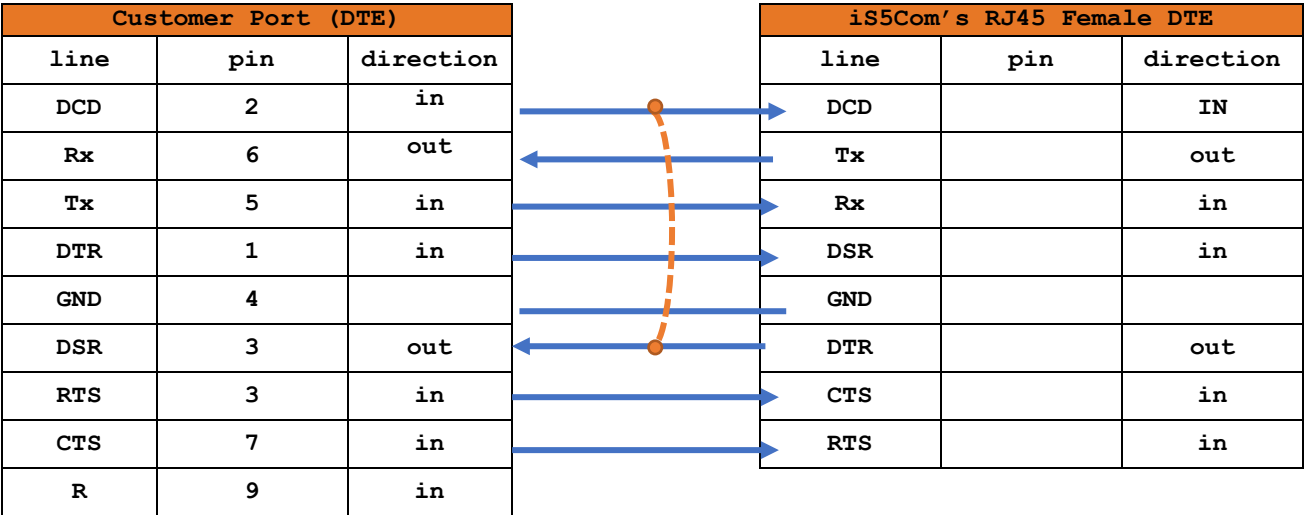 Customer Port (DTE)
line pin direction
DCD 2 in
Rx 6 out
Tx 5 in
DTR 1 in
GND 4
DSR 3 out
RTS 3 in
CTS 7 in
R 9 in
iS5Com’s RJ45 Female DTE
line pin direction
DCD IN
Tx out
Rx in
DSR in
GND
DTR out
CTS in
RTS in